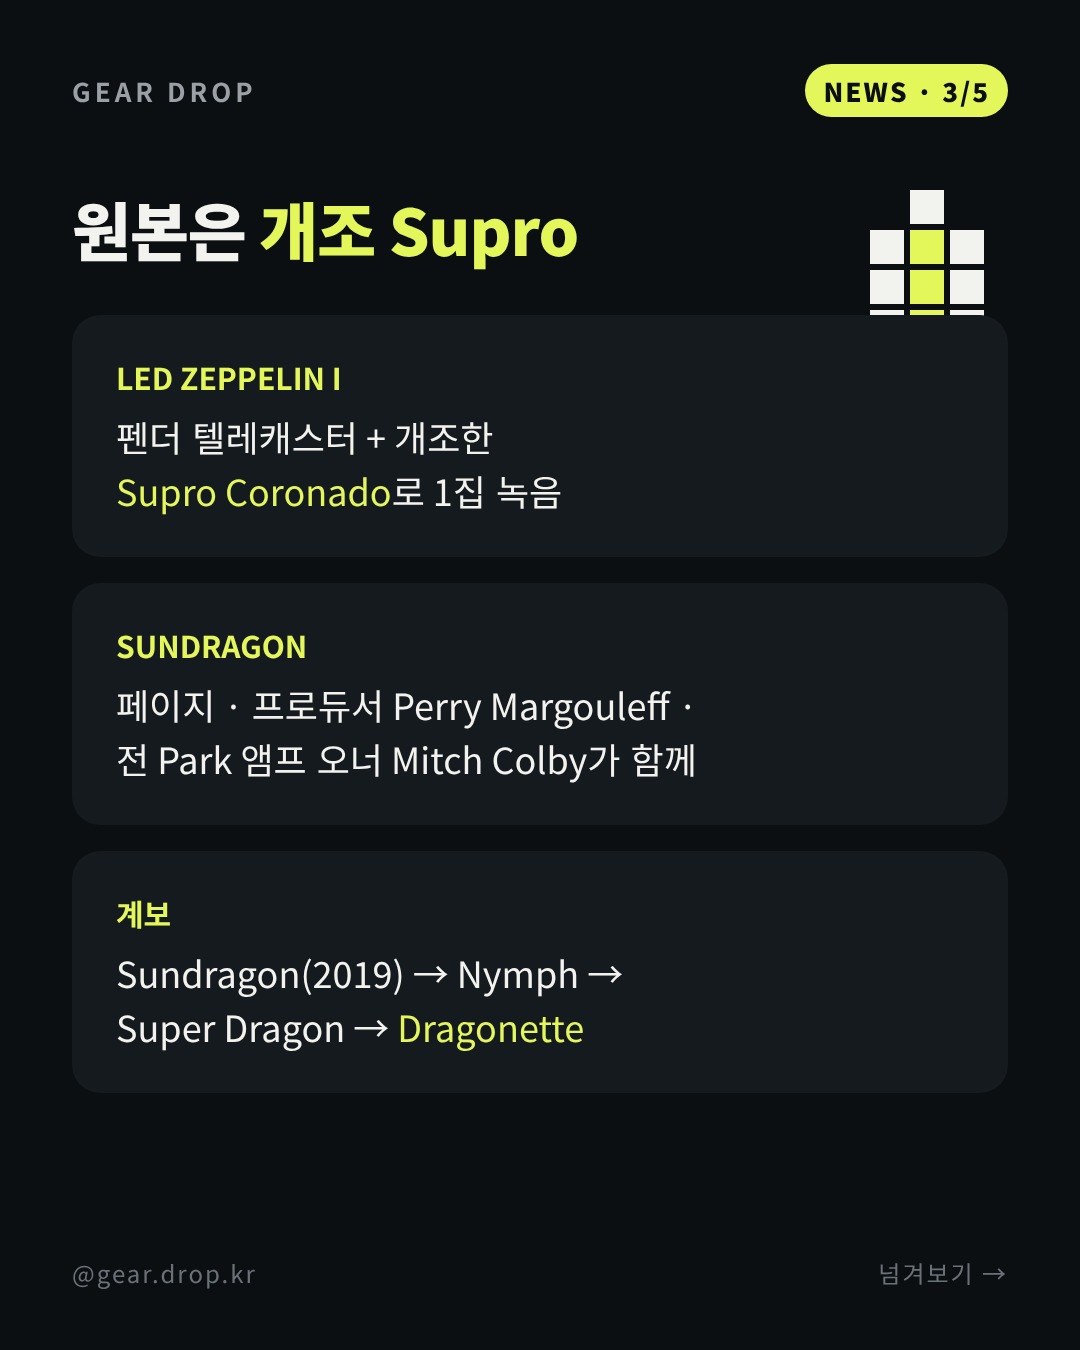 GEAR DROP
NEWS · 3/5
원본은 개조 Supro
LED ZEPPELIN I
펜더 텔레캐스터 + 개조한
Supro Coronado로 1집 녹음
SUNDRAGON
페이지 · 프로듀서 Perry Margouleff ·
전 Park 앰프 오너 Mitch Colby가 함께
계보
Sundragon(2019) → Nymph →
Super Dragon → Dragonette
@gear.drop.kr
넘겨보기 →